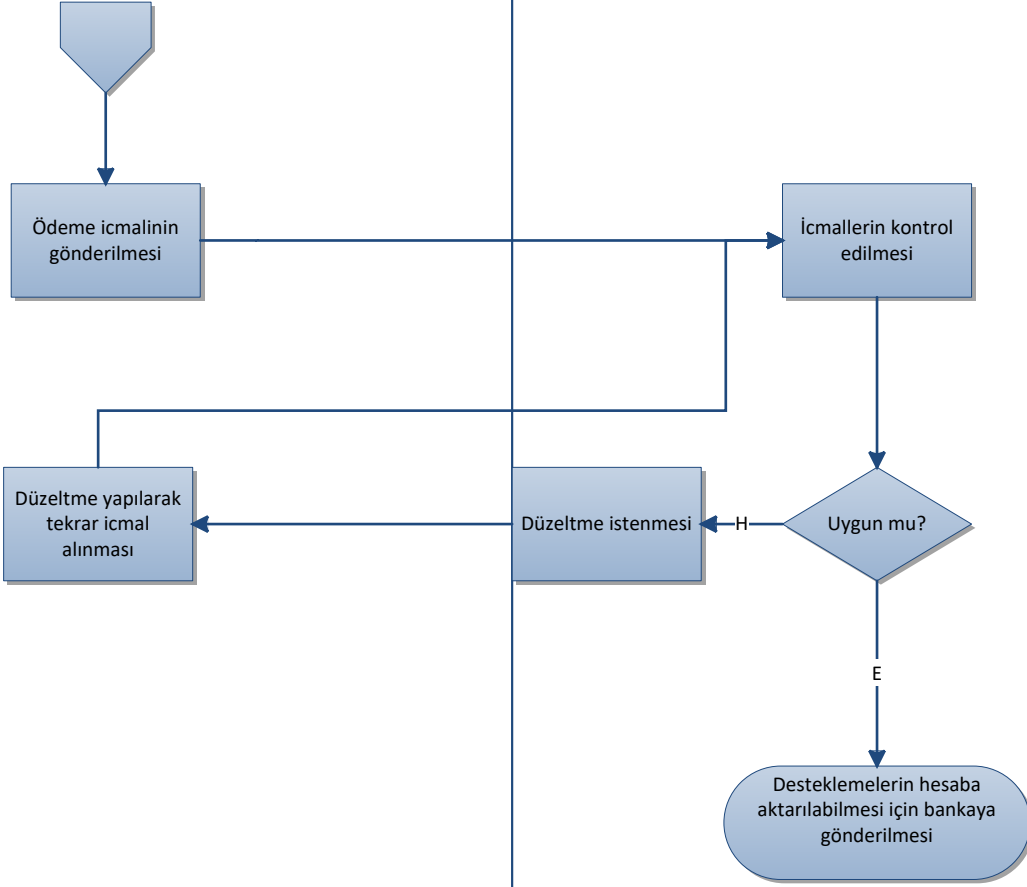 Ödeme icmalinin
gönderilmesi
İcmallerin kontrol
edilmesi
Düzeltme yapılarak
tekrar icmal
alınması
Düzeltme istenmesi
H
Uygun mu?
E
Desteklemelerin hesaba
aktarılabilmesi için bankaya
gönderilmesi